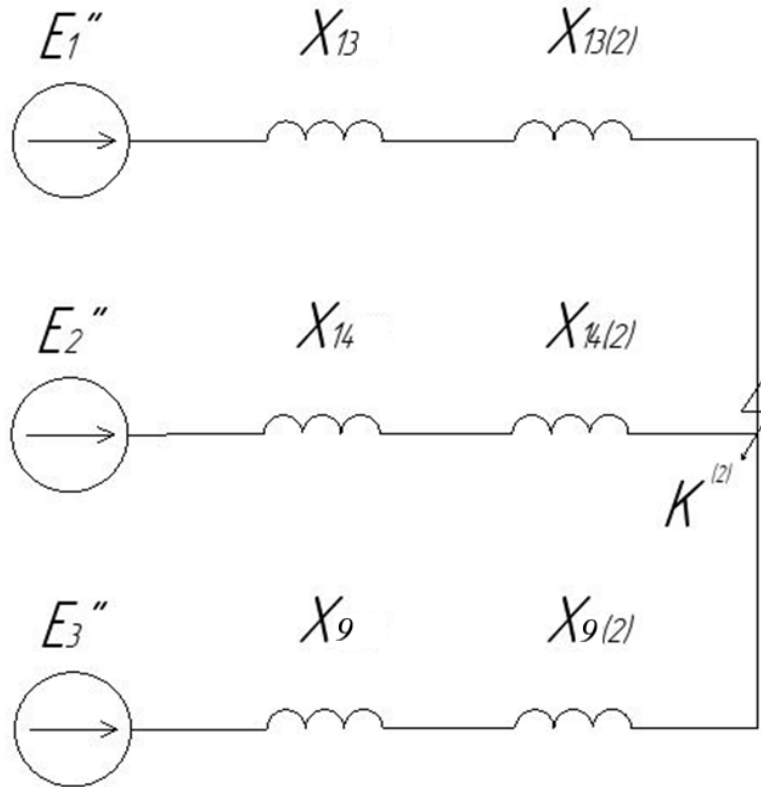 E₁″ X₁₃ X₁₃₍₂₎
E₂″ X₁₄ X₁₄₍₂₎
K⁽²⁾
E₃″ X₉ X₉₍₂₎